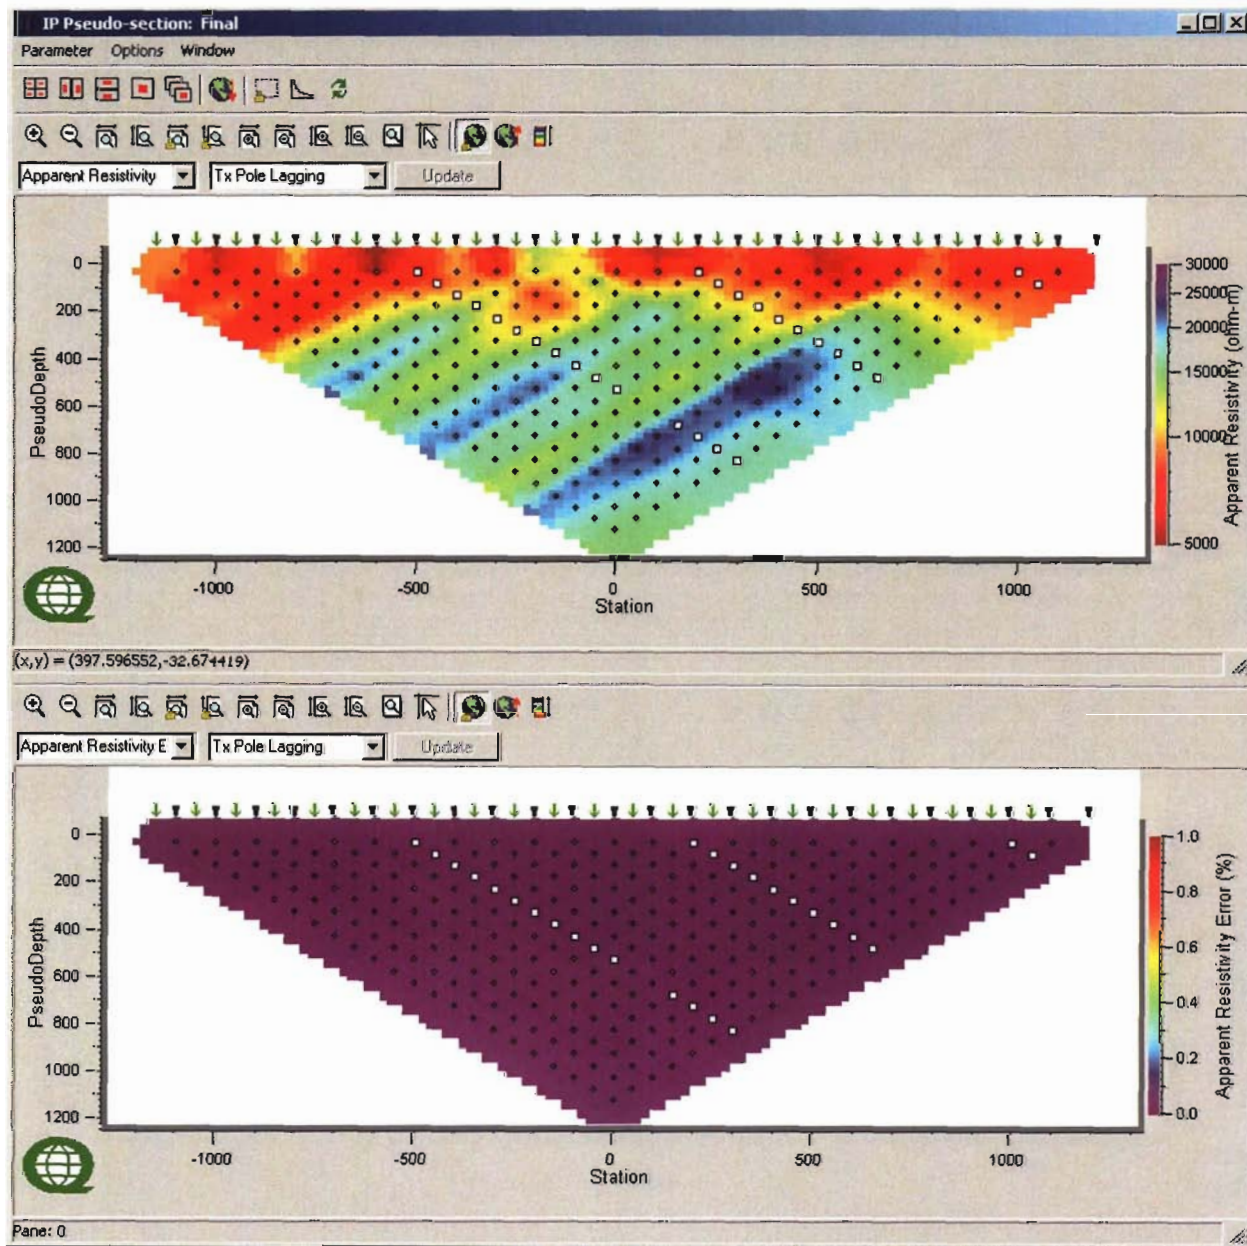 IP Pseudo-section: Final
Parameter Options Window
Apparent Resistivity Tx Pole Lagging Update
PseudoDepth
0
200
400
600
800
1000
1200
-1000 -500 0 500 1000
Station
30000
25000
20000
15000
10000
5000
Apparent Resistivity (ohm-m)
(x,y) = (397.596552,-32.674419)
Apparent Resistivity E Tx Pole Lagging Update
PseudoDepth
0
200
400
600
800
1000
1200
-1000 -500 0 500 1000
Station
1.0
0.8
0.6
0.4
0.2
0.0
Apparent Resistivity Error (%)
Pane: 0